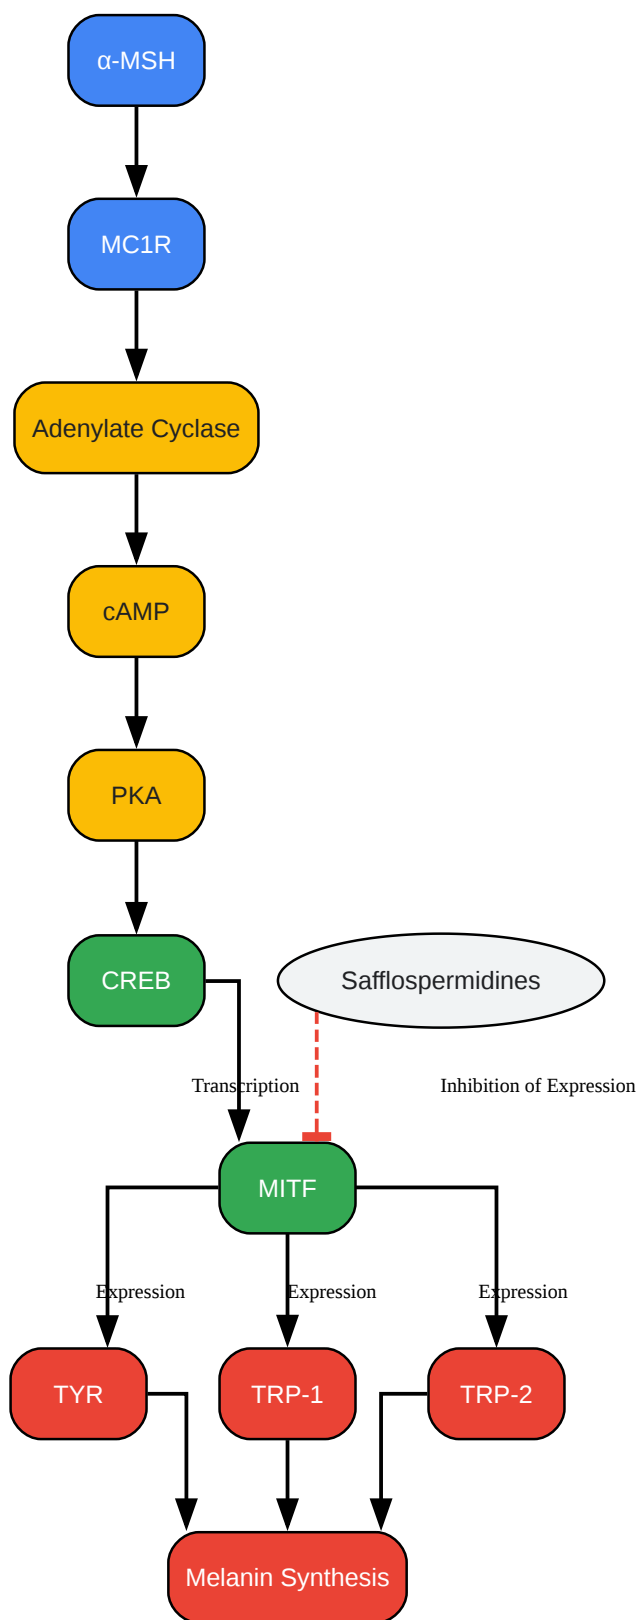 α-MSH
MC1R
Adenylate Cyclase
cAMP
PKA
CREB
Safflospermidines
Transcription
Inhibition of Expression
MITF
Expression
Expression
Expression
TYR
TRP-1
TRP-2
Melanin Synthesis